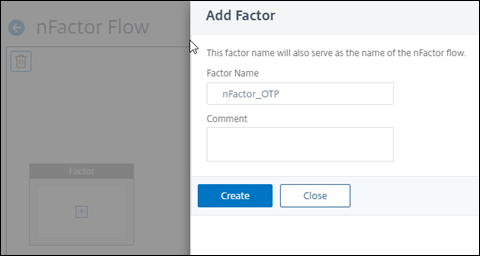 nFactor Flow
Factor
Add Factor
This factor name will also serve as the name of the nFactor flow.
Factor Name
nFactor_OTP
Comment
Create
Close